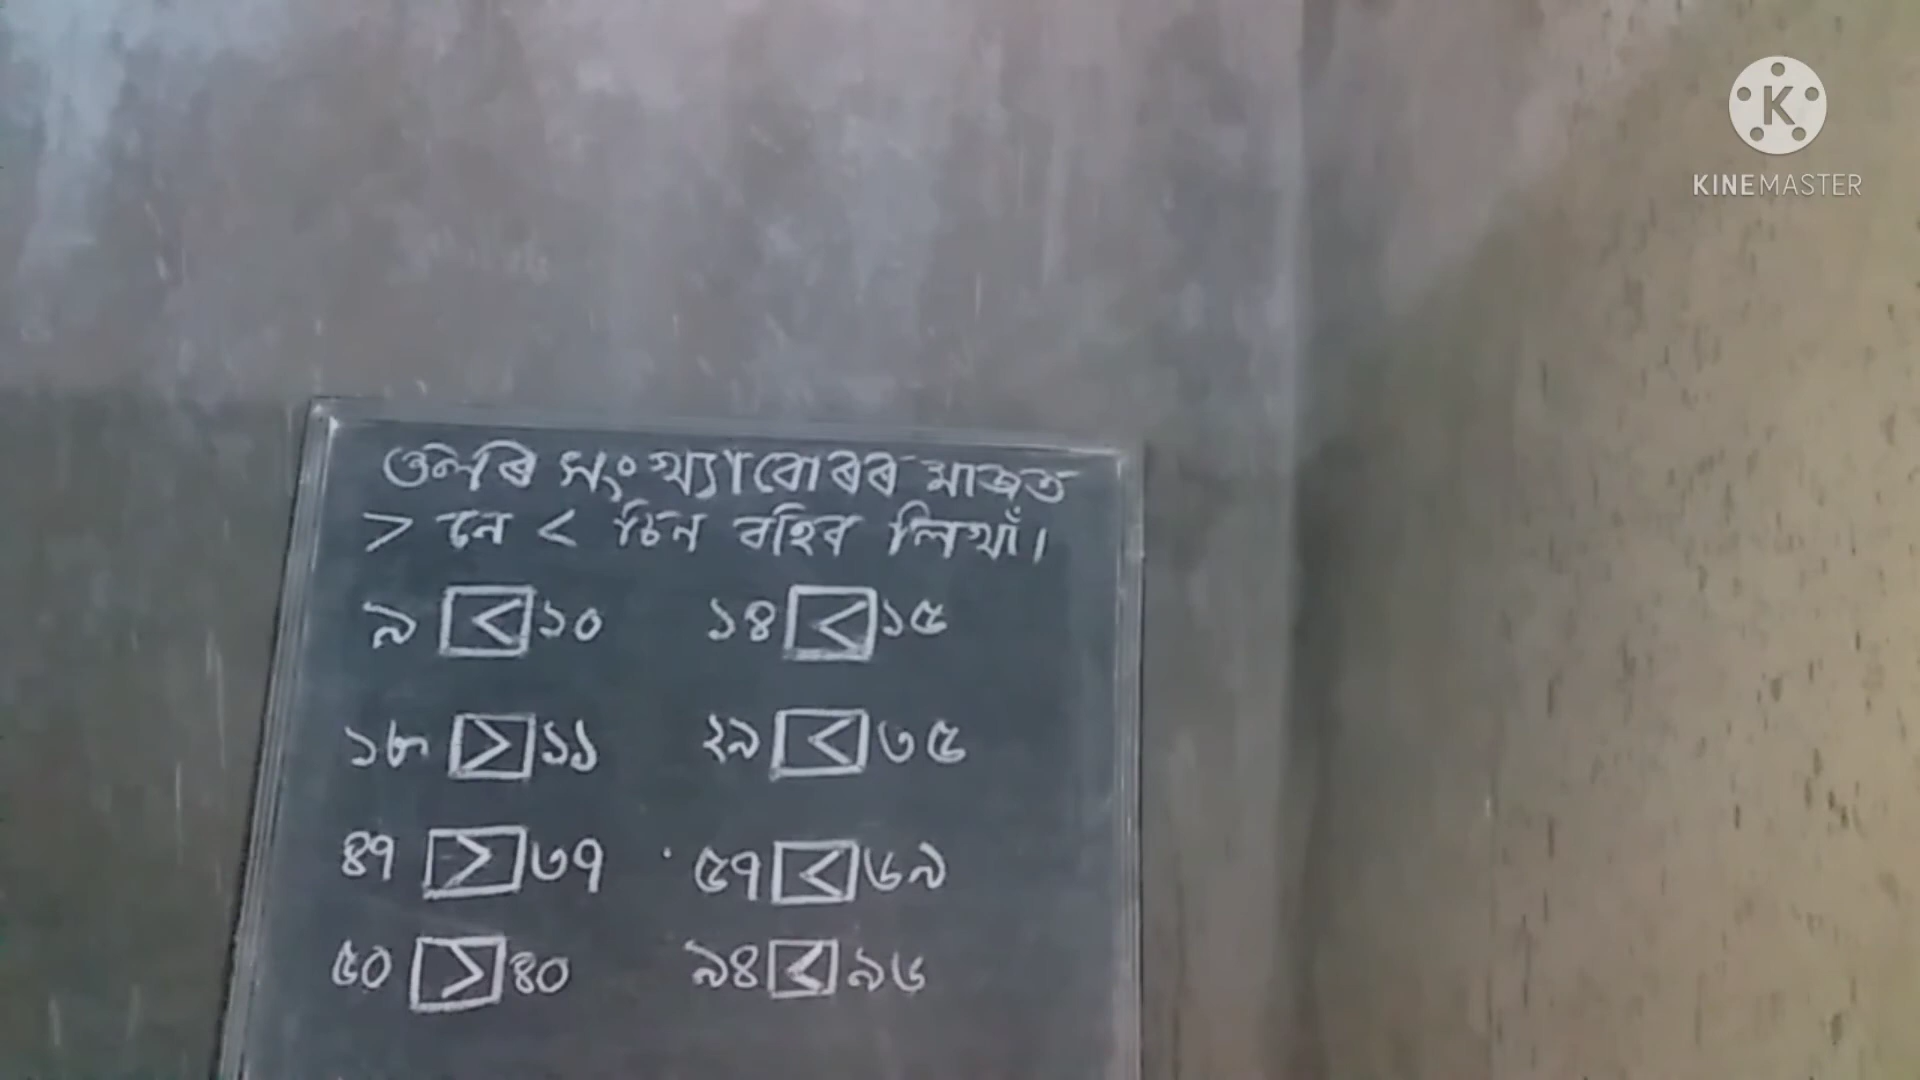 তলৰ সংখ্যাবোৰৰ মাজত
> নে < চিন বহিব লিখাঁ।
৯ < ১০ ১৪ < ১৫
১৮ > ১১ ২৯ < ৩৫
৪৭ > ৩৭ ৫৭ < ৬৯
৫০ > ৪০ ৯৪ < ৯৬
K
KINEMASTER